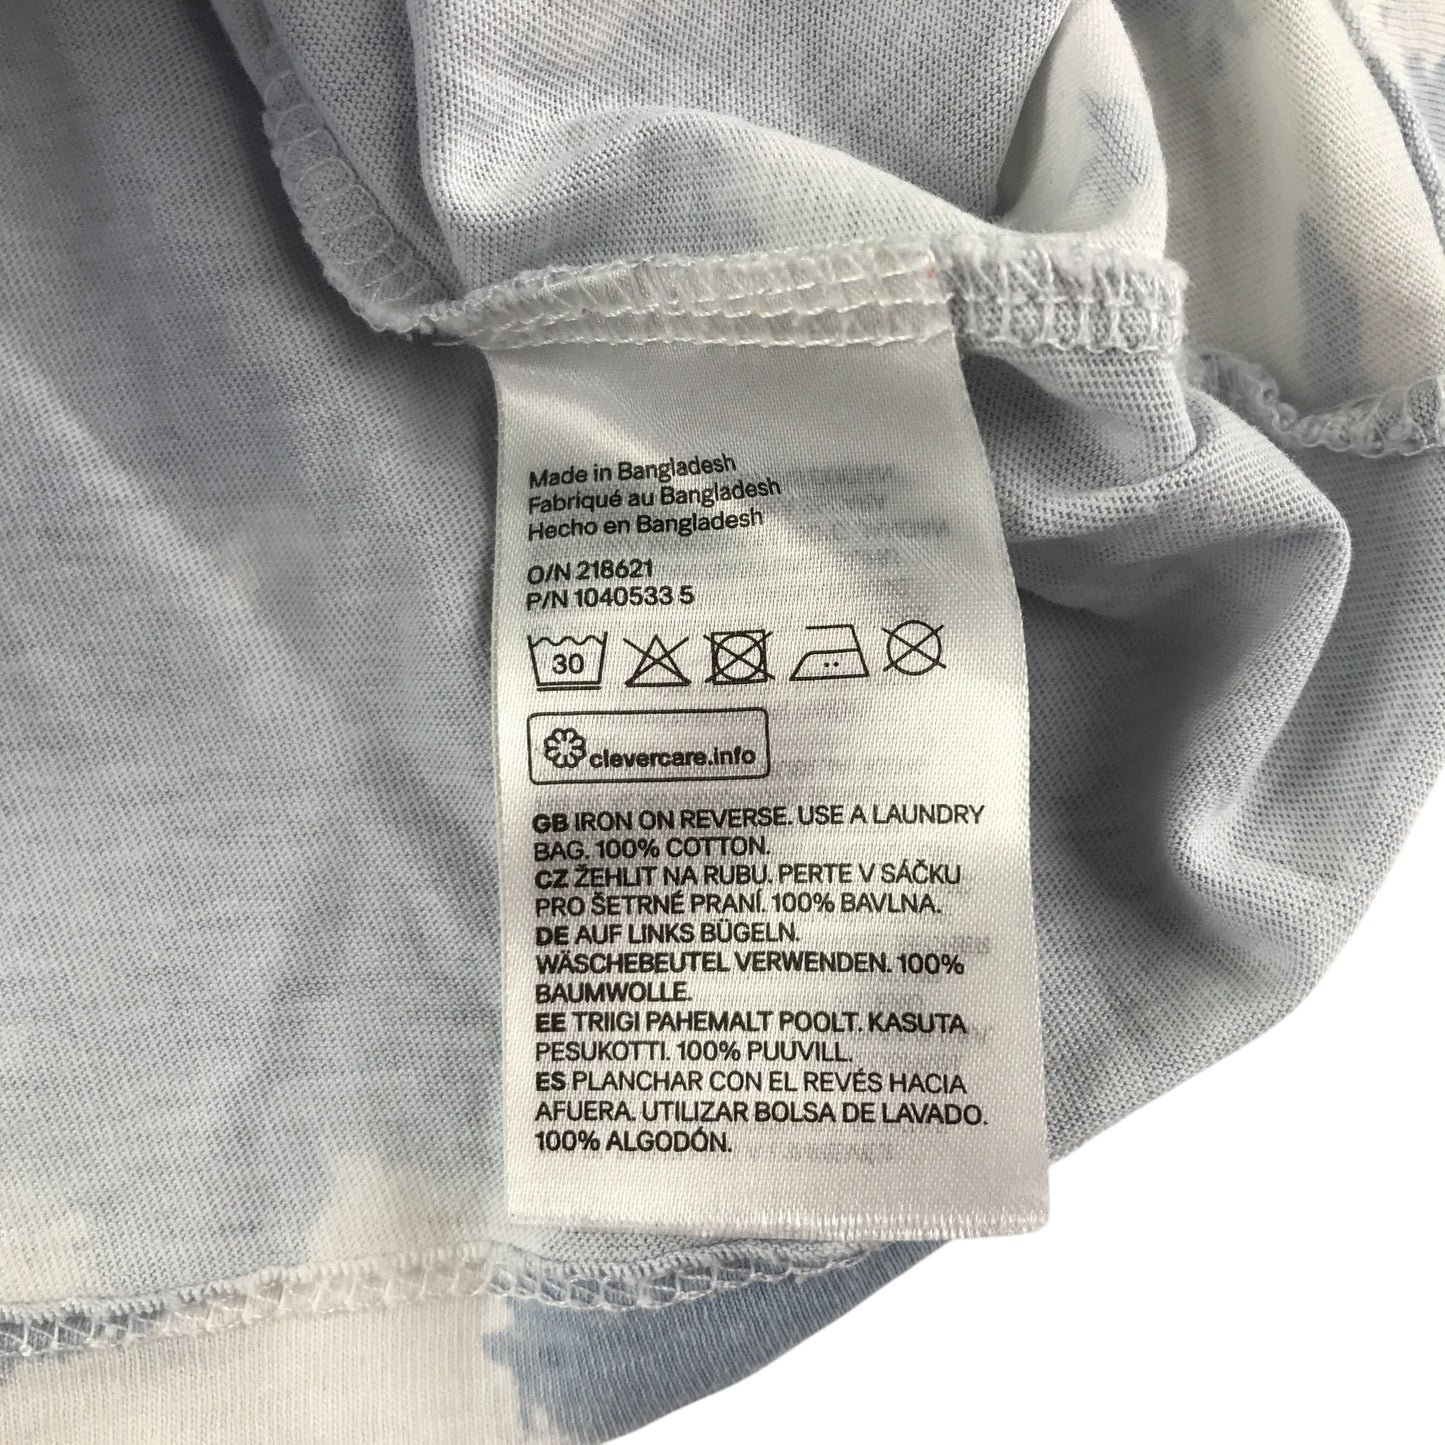 Made in Bangladesh
Fabriqué au Bangladesh
Hecho en Bangladesh
O/N 218621
P/N 1040533 5
30
clevercare.info
GB IRON ON REVERSE. USE A LAUNDRY
BAG. 100% COTTON.
CZ ŽEHLIT NA RUBU. PERTE V SÁČKU
PRO ŠETRNÉ PRANÍ. 100% BAVLNA.
DE AUF LINKS BÜGELN.
WÄSCHEBEUTEL VERWENDEN. 100%
BAUMWOLLE.
EE TRIIGI PAHEMALT POOLT. KASUTA
PESUKOTTI. 100% PUUVILL.
ES PLANCHAR CON EL REVÉS HACIA
AFUERA. UTILIZAR BOLSA DE LAVADO.
100% ALGODÓN.